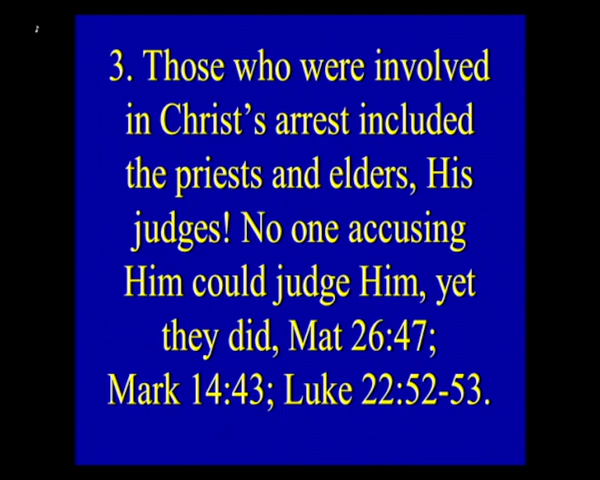 3. Those who were involved
in Christ's arrest included
the priests and elders, His
judges! No one accusing
Him could judge Him, yet
they did, Mat 26:47;
Mark 14:43; Luke 22:52-53.